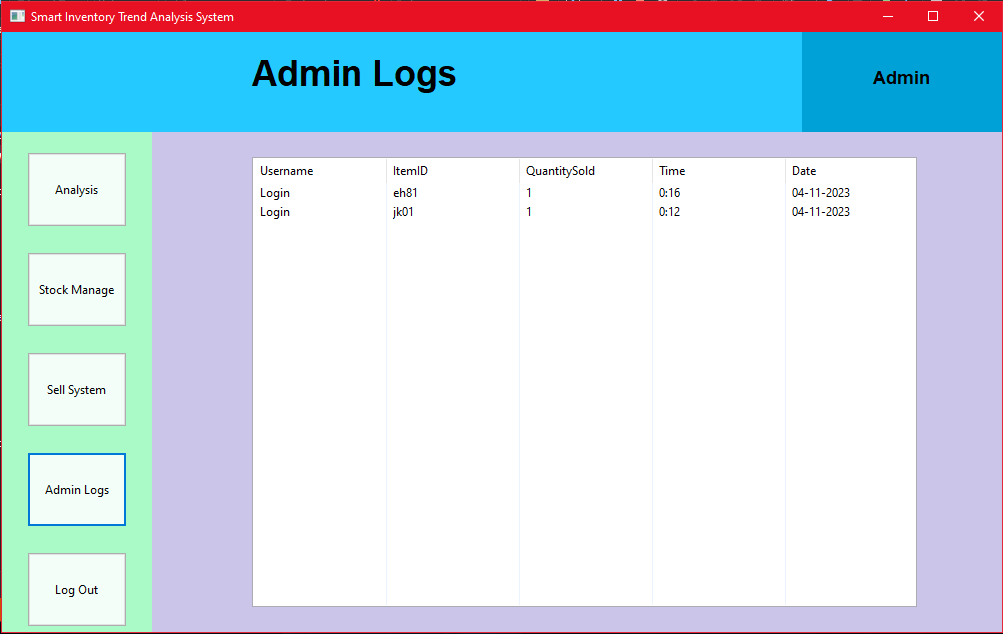 Smart Inventory Trend Analysis System
Admin Logs
Admin
Analysis
Stock Manage
Sell System
Admin Logs
Log Out
Username ItemID QuantitySold Time Date
Login eh81 1 0:16 04-11-2023
Login jk01 1 0:12 04-11-2023